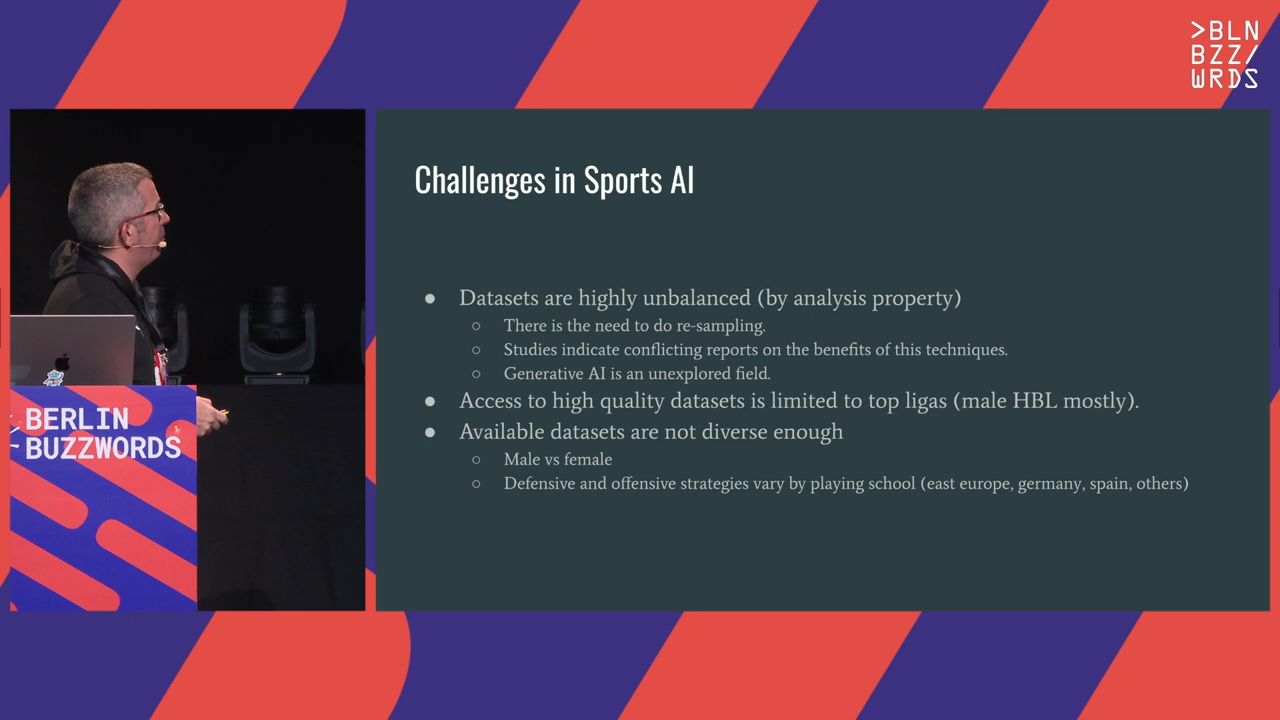 >BLN
BZZ/
WRDS
Challenges in Sports AI
● Datasets are highly unbalanced (by analysis property)
○ There is the need to do re-sampling.
○ Studies indicate conflicting reports on the benefits of this techniques.
○ Generative AI is an unexplored field.
● Access to high quality datasets is limited to top ligas (male HBL mostly).
● Available datasets are not diverse enough
○ Male vs female
○ Defensive and offensive strategies vary by playing school (east europe, germany, spain, others)
BERLIN
BUZZWORDS